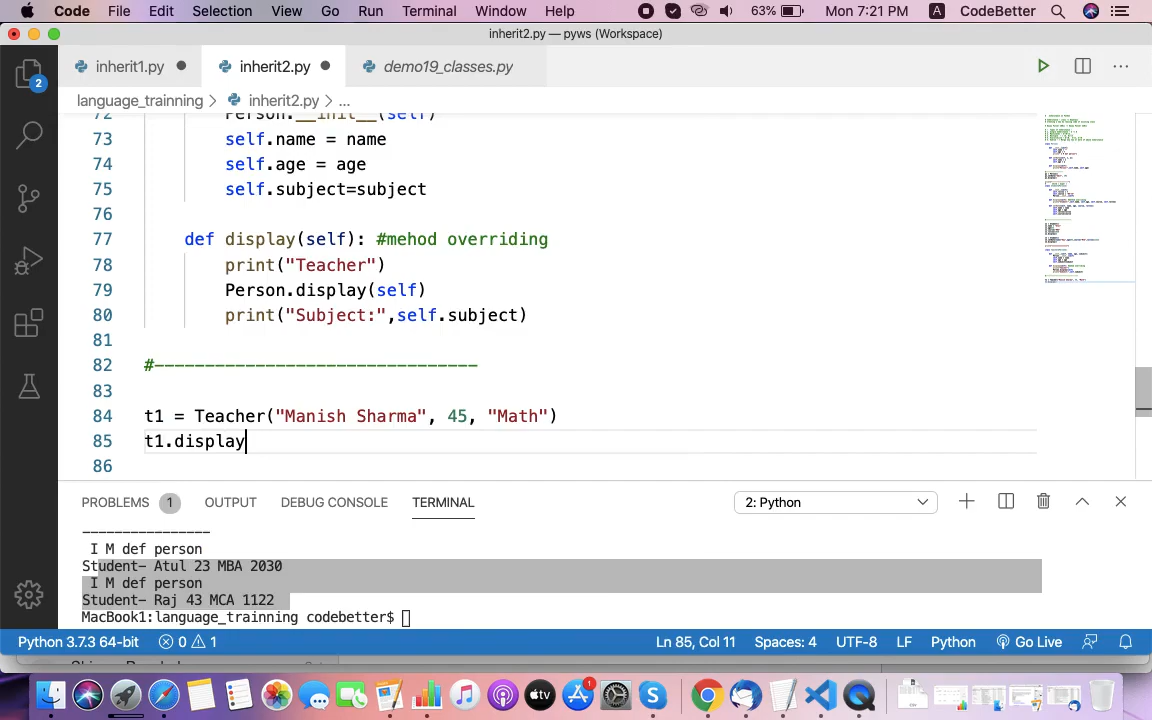 Code File Edit Selection View Go Run Terminal Window Help 63% Mon 7:21 PM A CodeBetter
inherit2.py — pyws (Workspace)
inherit1.py inherit2.py demo19_classes.py
language_trainning > inherit2.py > ...
72 Person.__init__(self)
73 self.name = name
74 self.age = age
75 self.subject=subject
76
77 def display(self): #mehod overriding
78 print("Teacher")
79 Person.display(self)
80 print("Subject:",self.subject)
81
82 #--------------------------------
83
84 t1 = Teacher("Manish Sharma", 45, "Math")
85 t1.display
86
PROBLEMS 1 OUTPUT DEBUG CONSOLE TERMINAL 2: Python
----------------
I M def person
Student- Atul 23 MBA 2030
I M def person
Student- Raj 43 MCA 1122
MacBook1:language_trainning codebetter$
Python 3.7.3 64-bit 0 1 Ln 85, Col 11 Spaces: 4 UTF-8 LF Python Go Live